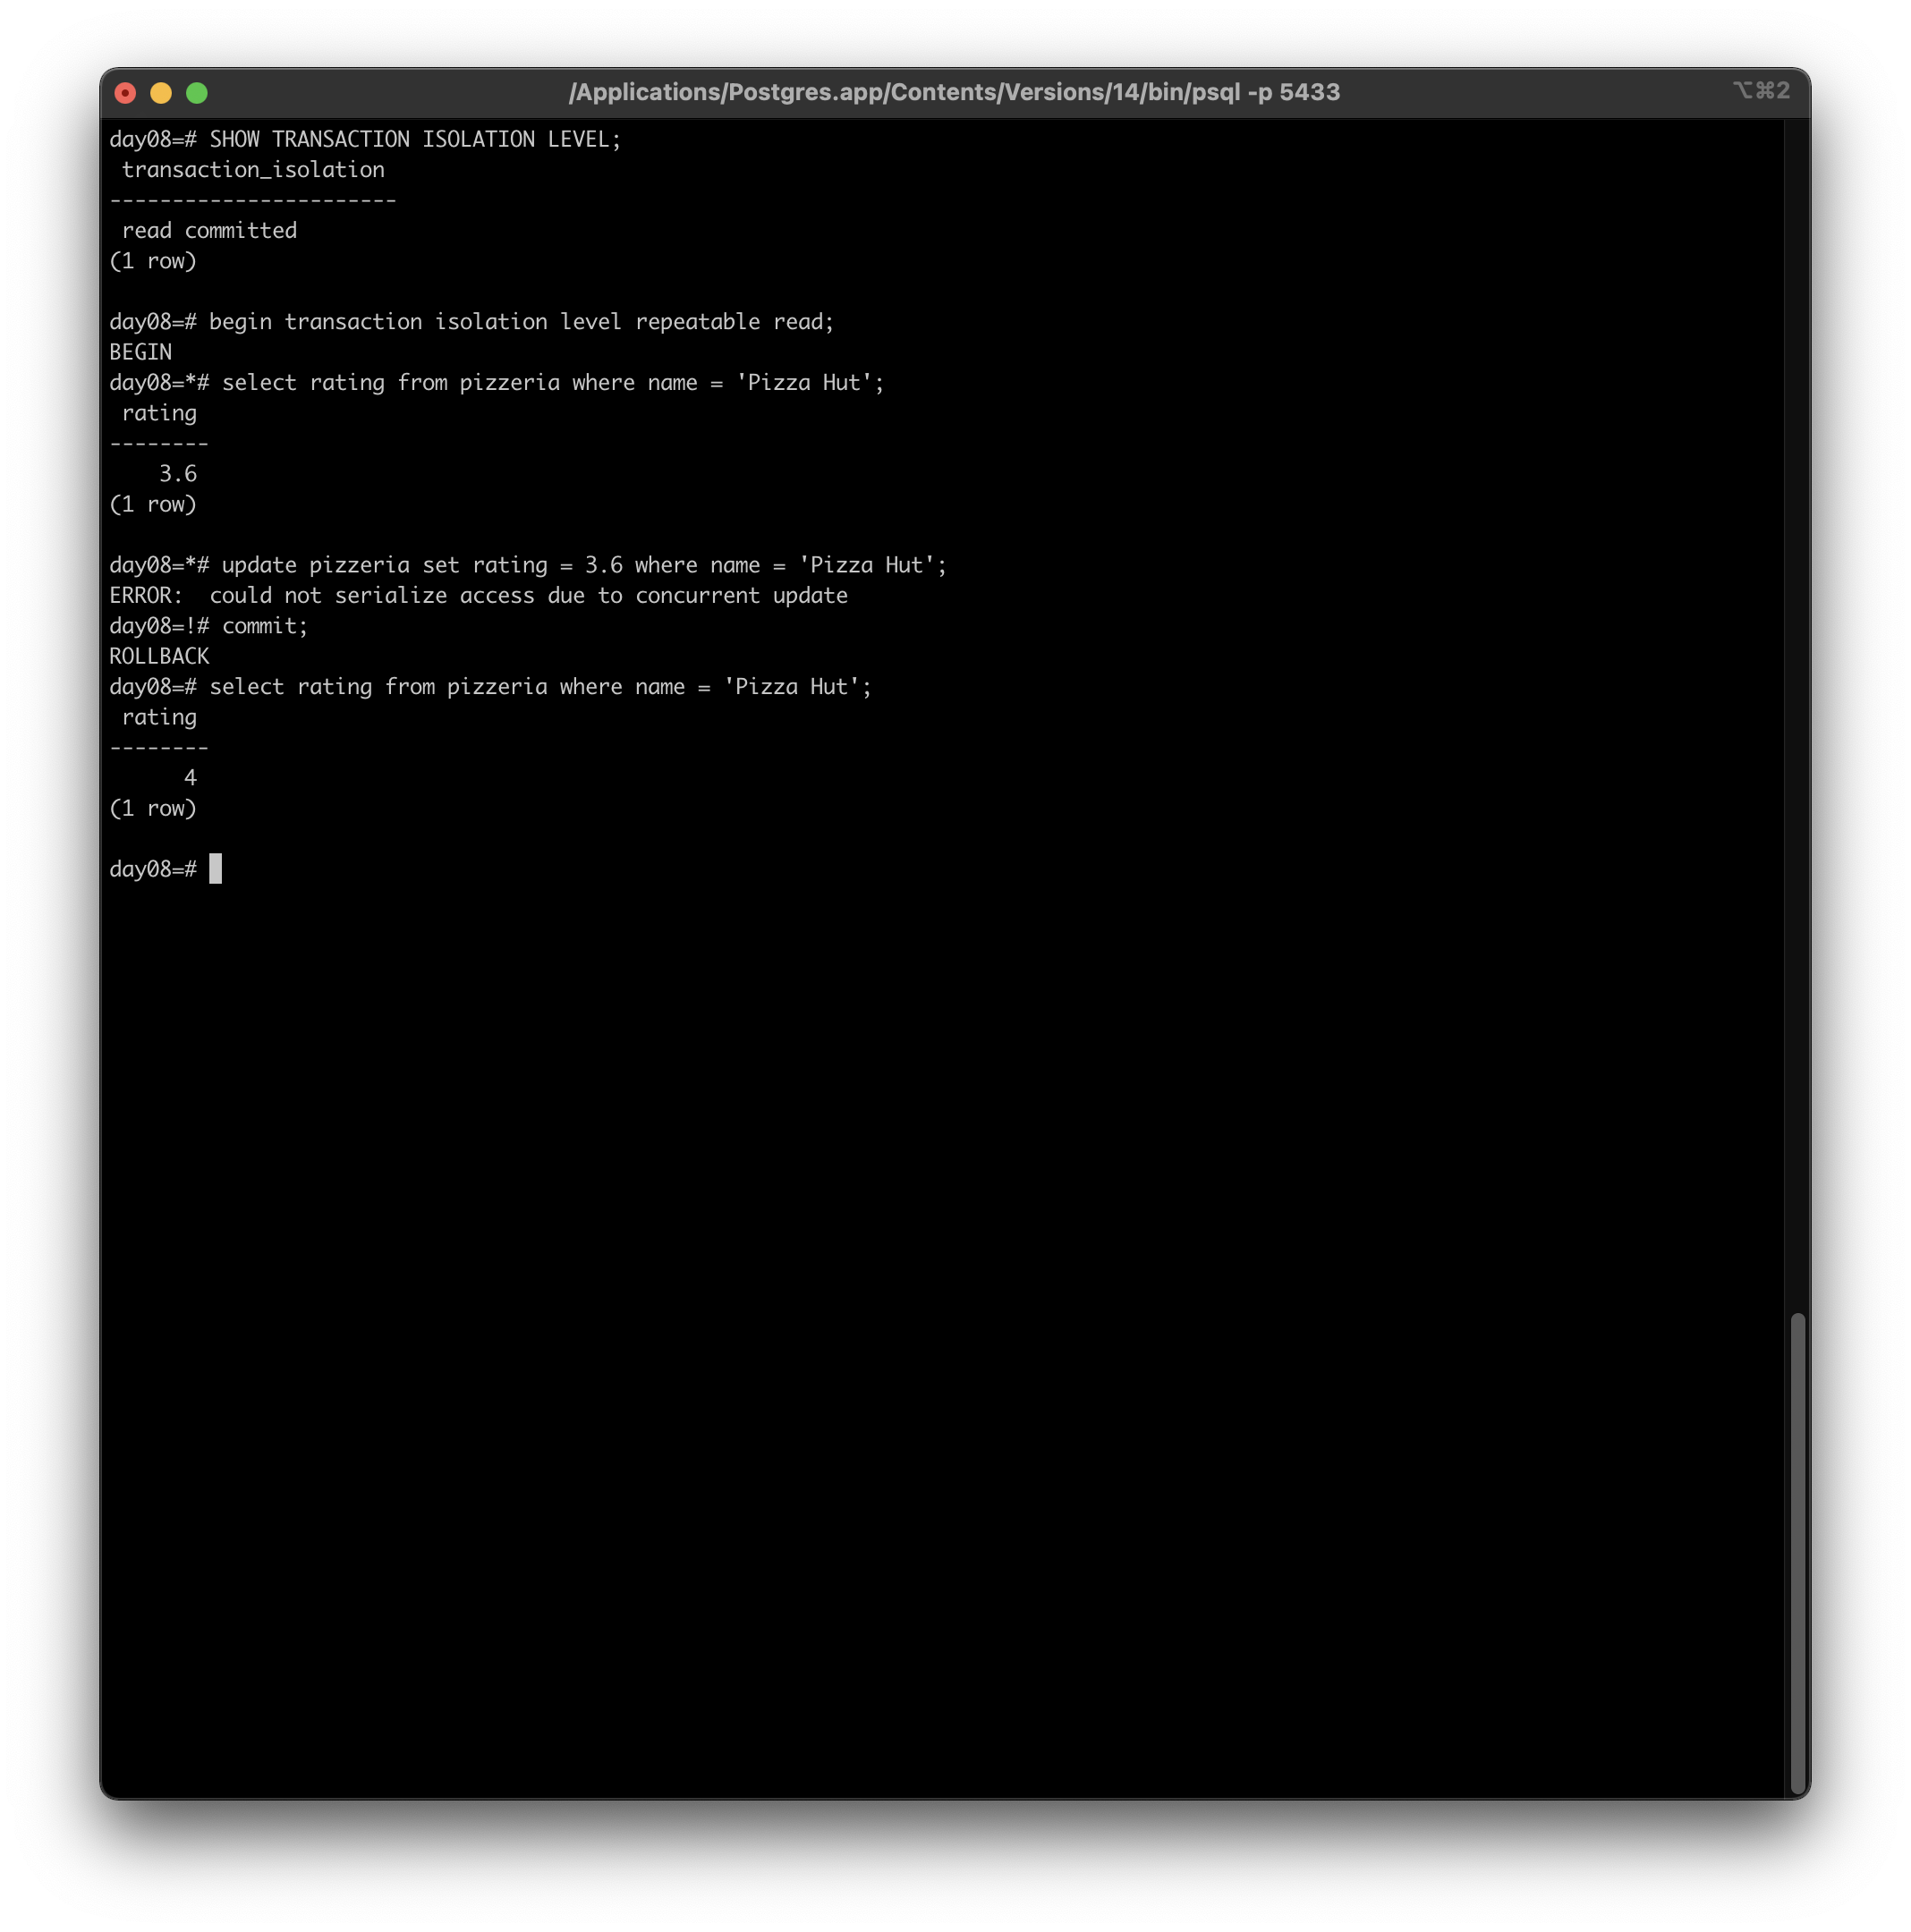 /Applications/Postgres.app/Contents/Versions/14/bin/psql -p 5433
⌥⌘2
day08=# SHOW TRANSACTION ISOLATION LEVEL;
 transaction_isolation
-----------------------
 read committed
(1 row)

day08=# begin transaction isolation level repeatable read;
BEGIN
day08=*# select rating from pizzeria where name = 'Pizza Hut';
 rating
--------
    3.6
(1 row)

day08=*# update pizzeria set rating = 3.6 where name = 'Pizza Hut';
ERROR:  could not serialize access due to concurrent update
day08=!# commit;
ROLLBACK
day08=# select rating from pizzeria where name = 'Pizza Hut';
 rating
--------
      4
(1 row)

day08=#